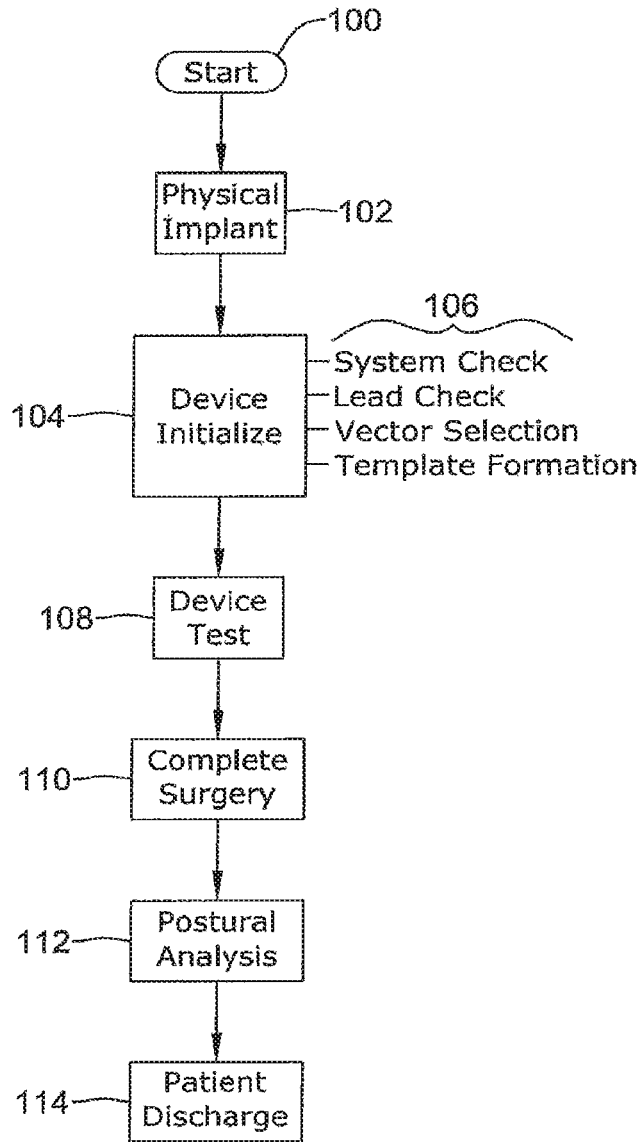 100
Start
Physical
Implant
102
106
System Check
Lead Check
104
Device
Initialize
Vector Selection
Template Formation
108
Device
Test
110
Complete
Surgery
112
Postural
Analysis
114
Patient
Discharge